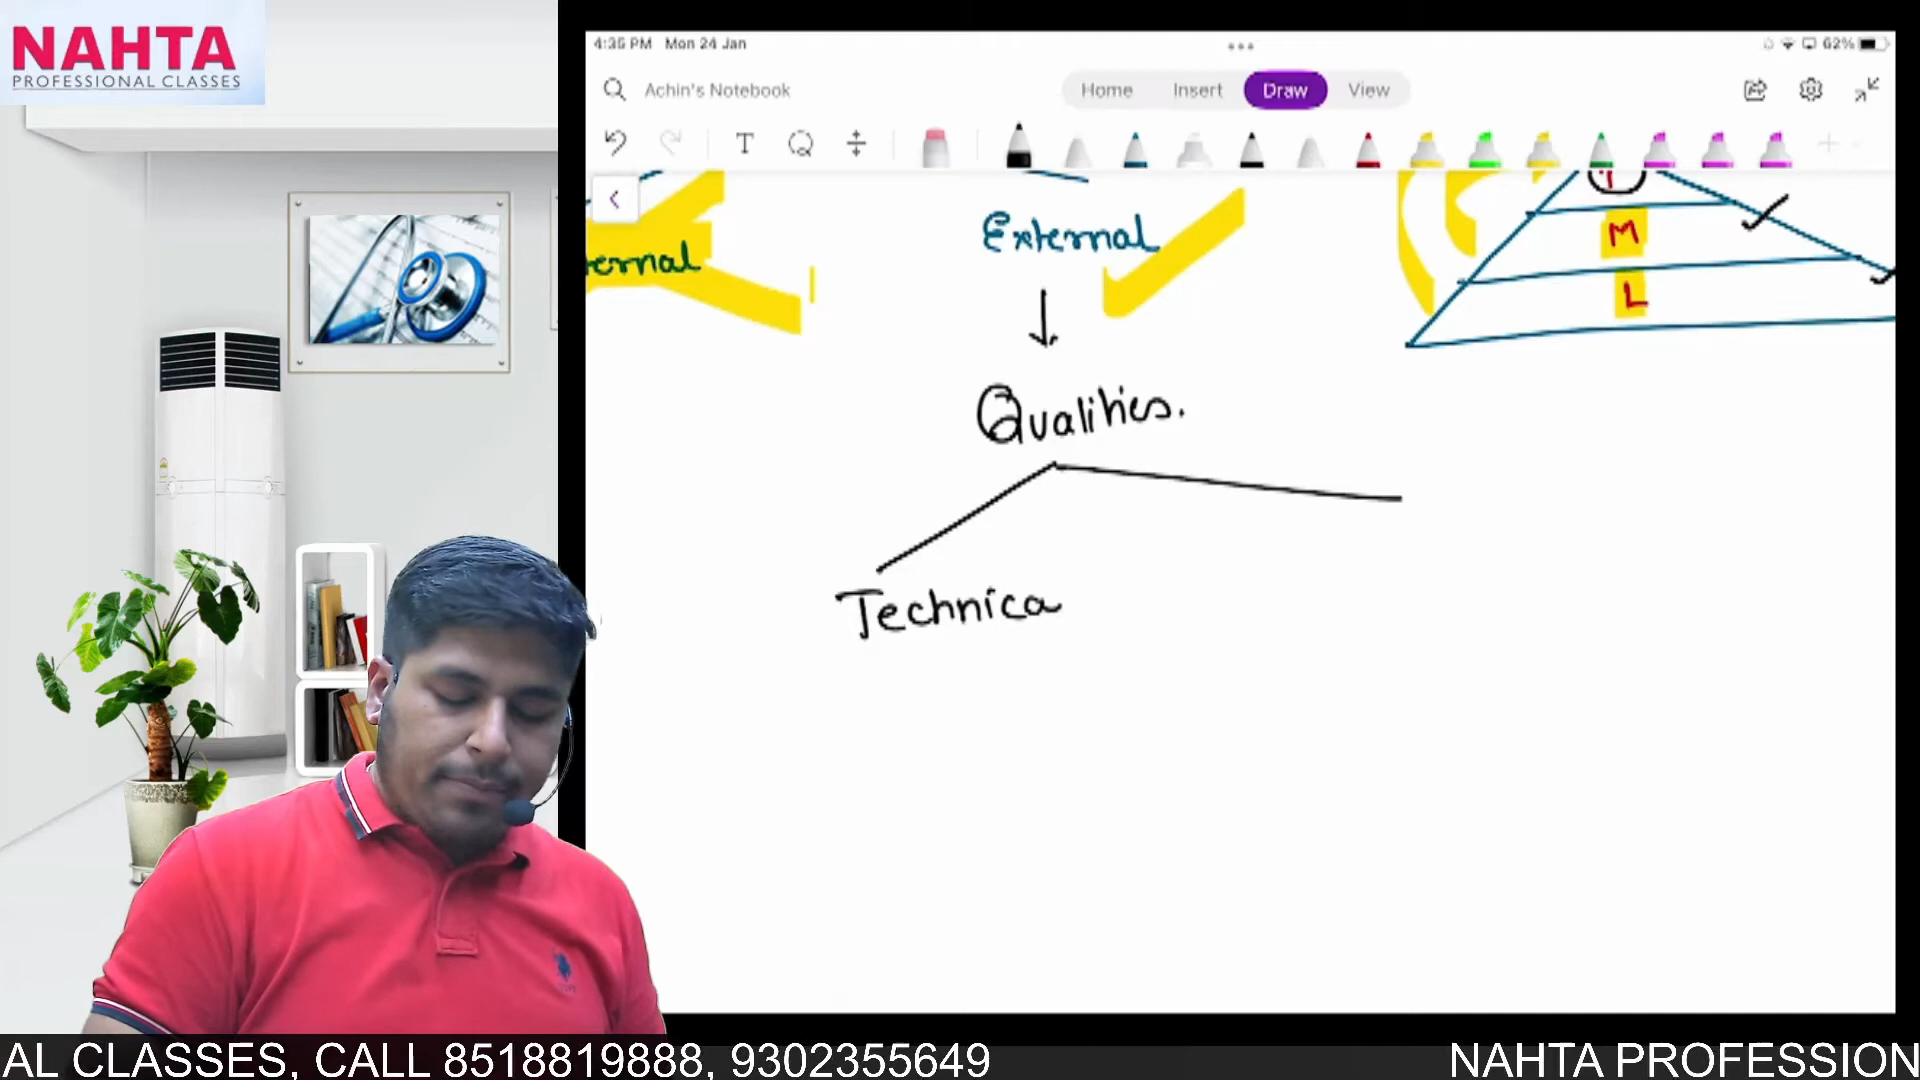 NAHTA
PROFESSIONAL CLASSES
4:35 PM Mon 24 Jan
62%
Achin's Notebook
Home Insert Draw View
T
External
ernal
M
L
Qualities.
Technica
AL CLASSES, CALL 8518819888, 9302355649
NAHTA PROFESSION